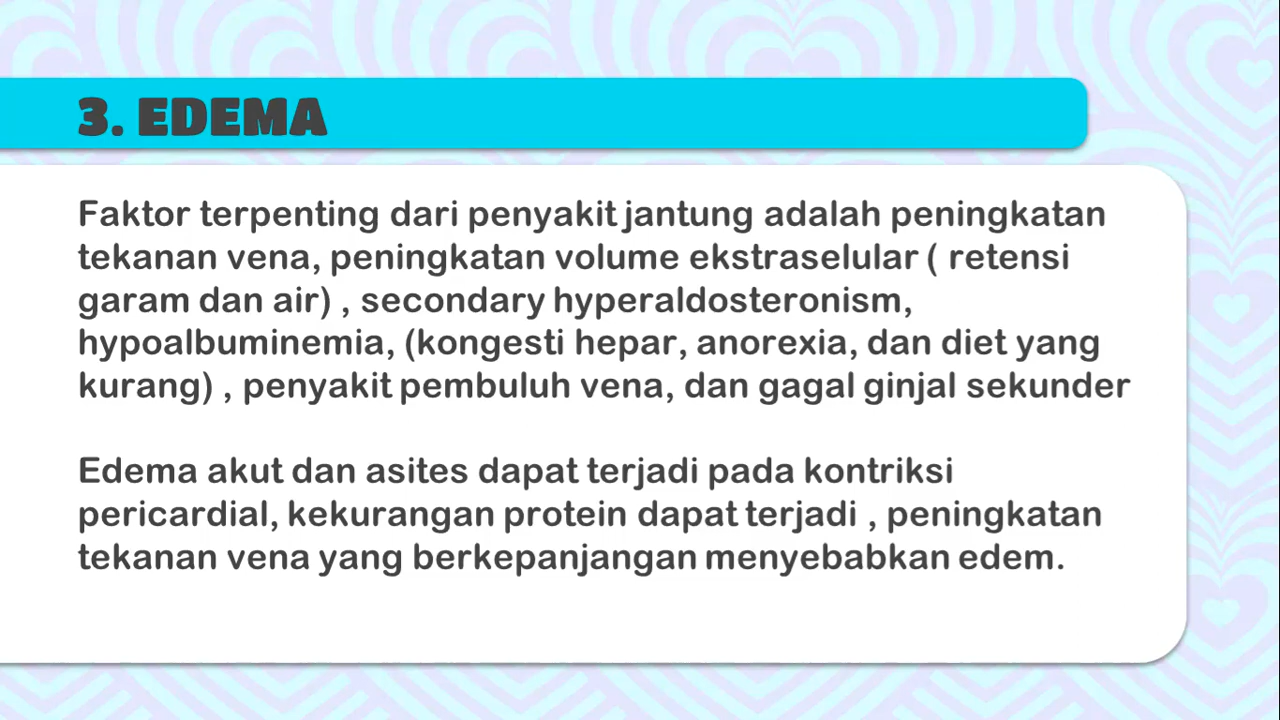 3. EDEMA
Faktor terpenting dari penyakit jantung adalah peningkatan
tekanan vena, peningkatan volume ekstraselular ( retensi
garam dan air) , secondary hyperaldosteronism,
hypoalbuminemia, (kongesti hepar, anorexia, dan diet yang
kurang) , penyakit pembuluh vena, dan gagal ginjal sekunder
Edema akut dan asites dapat terjadi pada kontriksi
pericardial, kekurangan protein dapat terjadi , peningkatan
tekanan vena yang berkepanjangan menyebabkan edem.